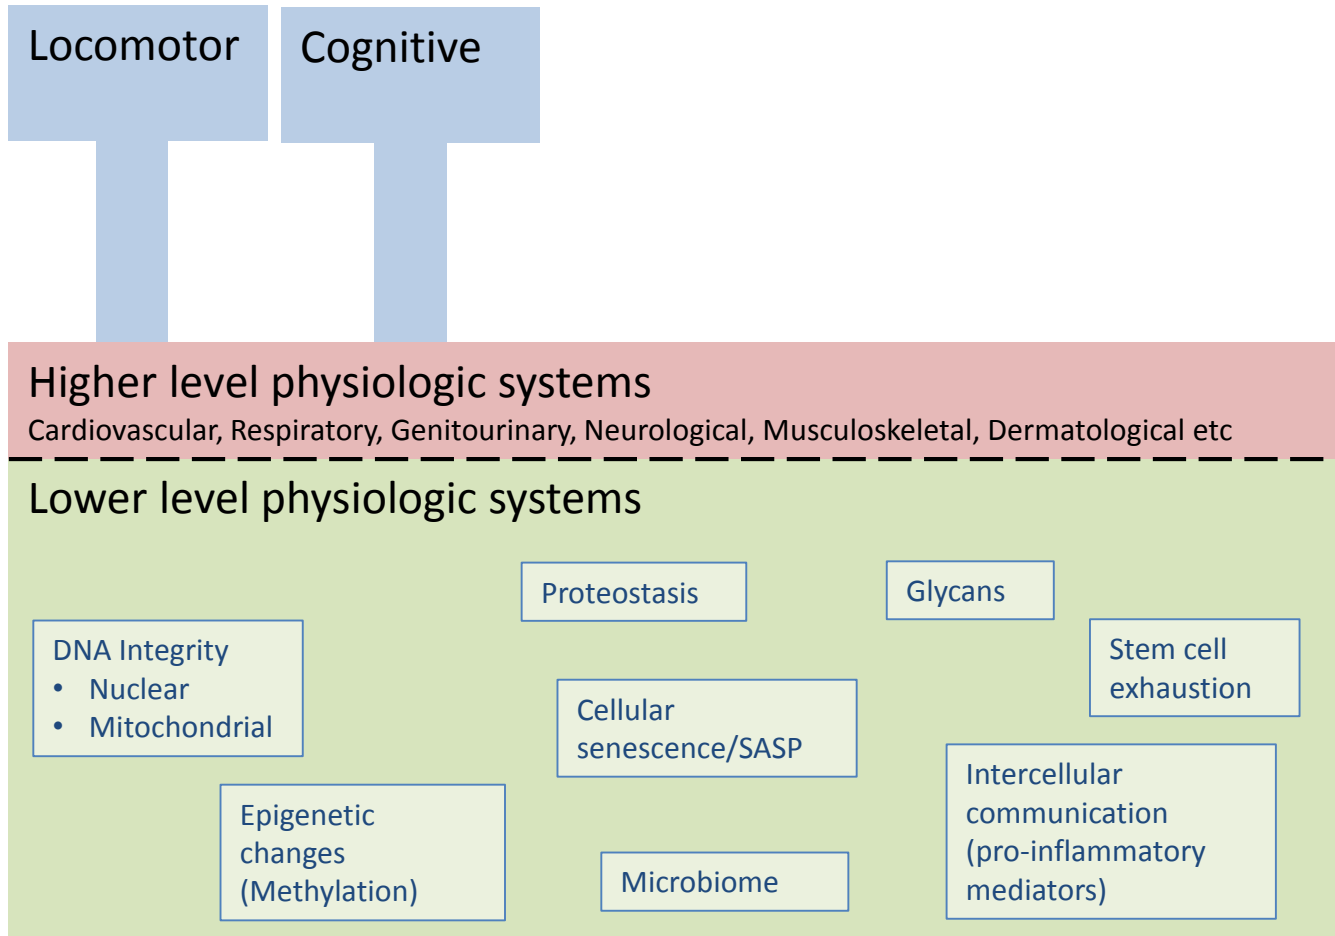 Locomotor
Cognitive
Higher level physiologic systems
Cardiovascular, Respiratory, Genitourinary, Neurological, Musculoskeletal, Dermatological etc
Lower level physiologic systems
Proteostasis
Glycans
DNA Integrity
• Nuclear
• Mitochondrial
Stem cell
exhaustion
Cellular
senescence/SASP
Intercellular
communication
(pro-inflammatory
mediators)
Epigenetic
changes
(Methylation)
Microbiome